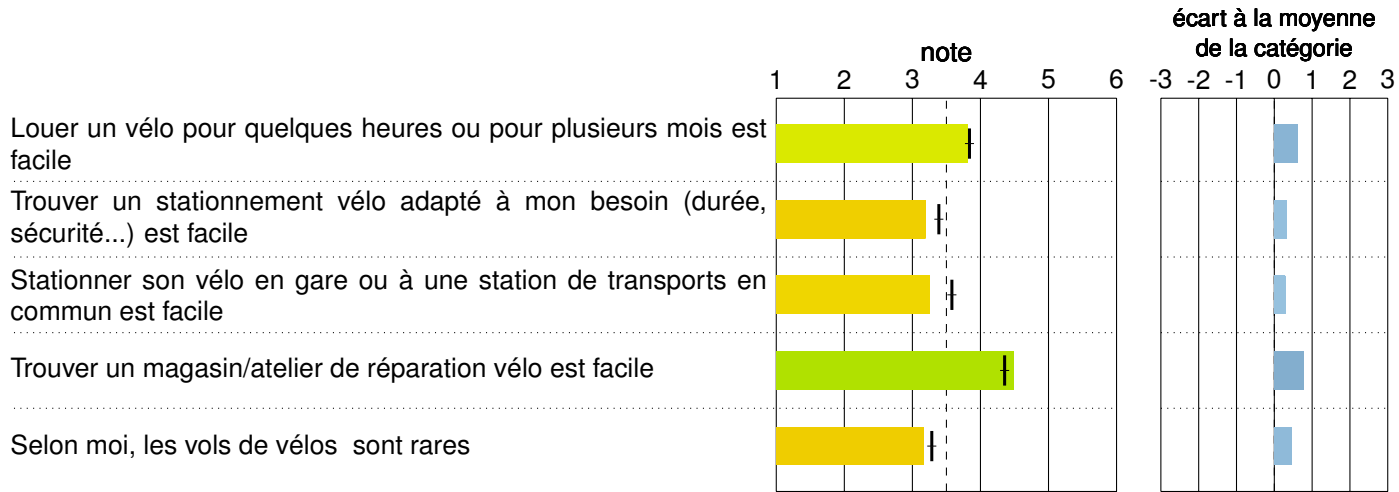 écart à la moyenne
de la catégorie
note
1 2 3 4 5 6 -3 -2 -1 0 1 2 3
Louer un vélo pour quelques heures ou pour plusieurs mois est
facile
Trouver un stationnement vélo adapté à mon besoin (durée,
sécurité...) est facile
Stationner son vélo en gare ou à une station de transports en
commun est facile
Trouver un magasin/atelier de réparation vélo est facile
Selon moi, les vols de vélos sont rares